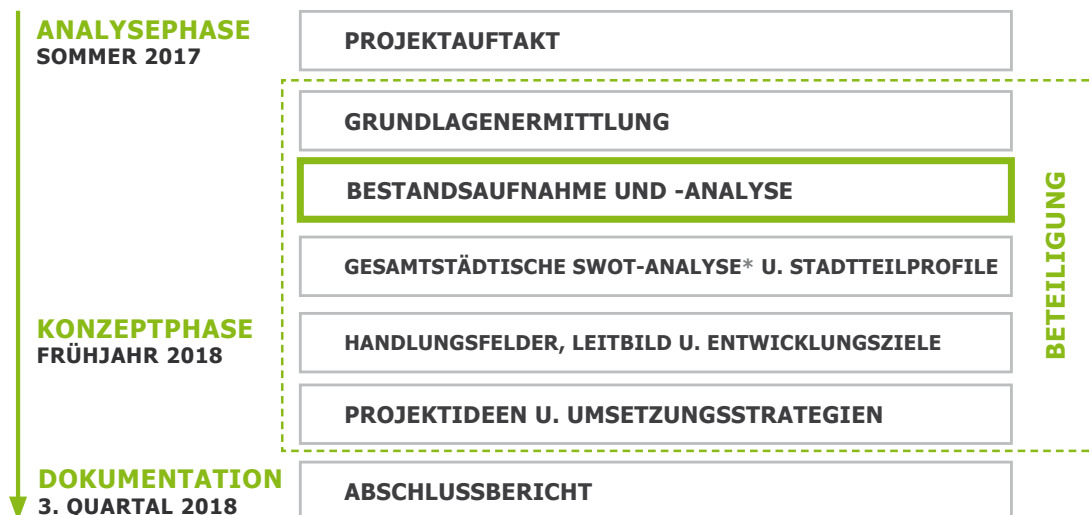 ANALYSEPHASE
SOMMER 2017
PROJEKTAUFTAKT
GRUNDLAGENERMITTLUNG
BESTANDSAUFNAHME UND -ANALYSE
GESAMTSTÄDTISCHE SWOT-ANALYSE* U. STADTTEILPROFILE
KONZEPTPHASE
FRÜHJAHR 2018
HANDLUNGSFELDER, LEITBILD U. ENTWICKLUNGSZIELE
PROJEKTIDEEN U. UMSETZUNGSSTRATEGIEN
BETEILIGUNG
DOKUMENTATION
3. QUARTAL 2018
ABSCHLUSSBERICHT